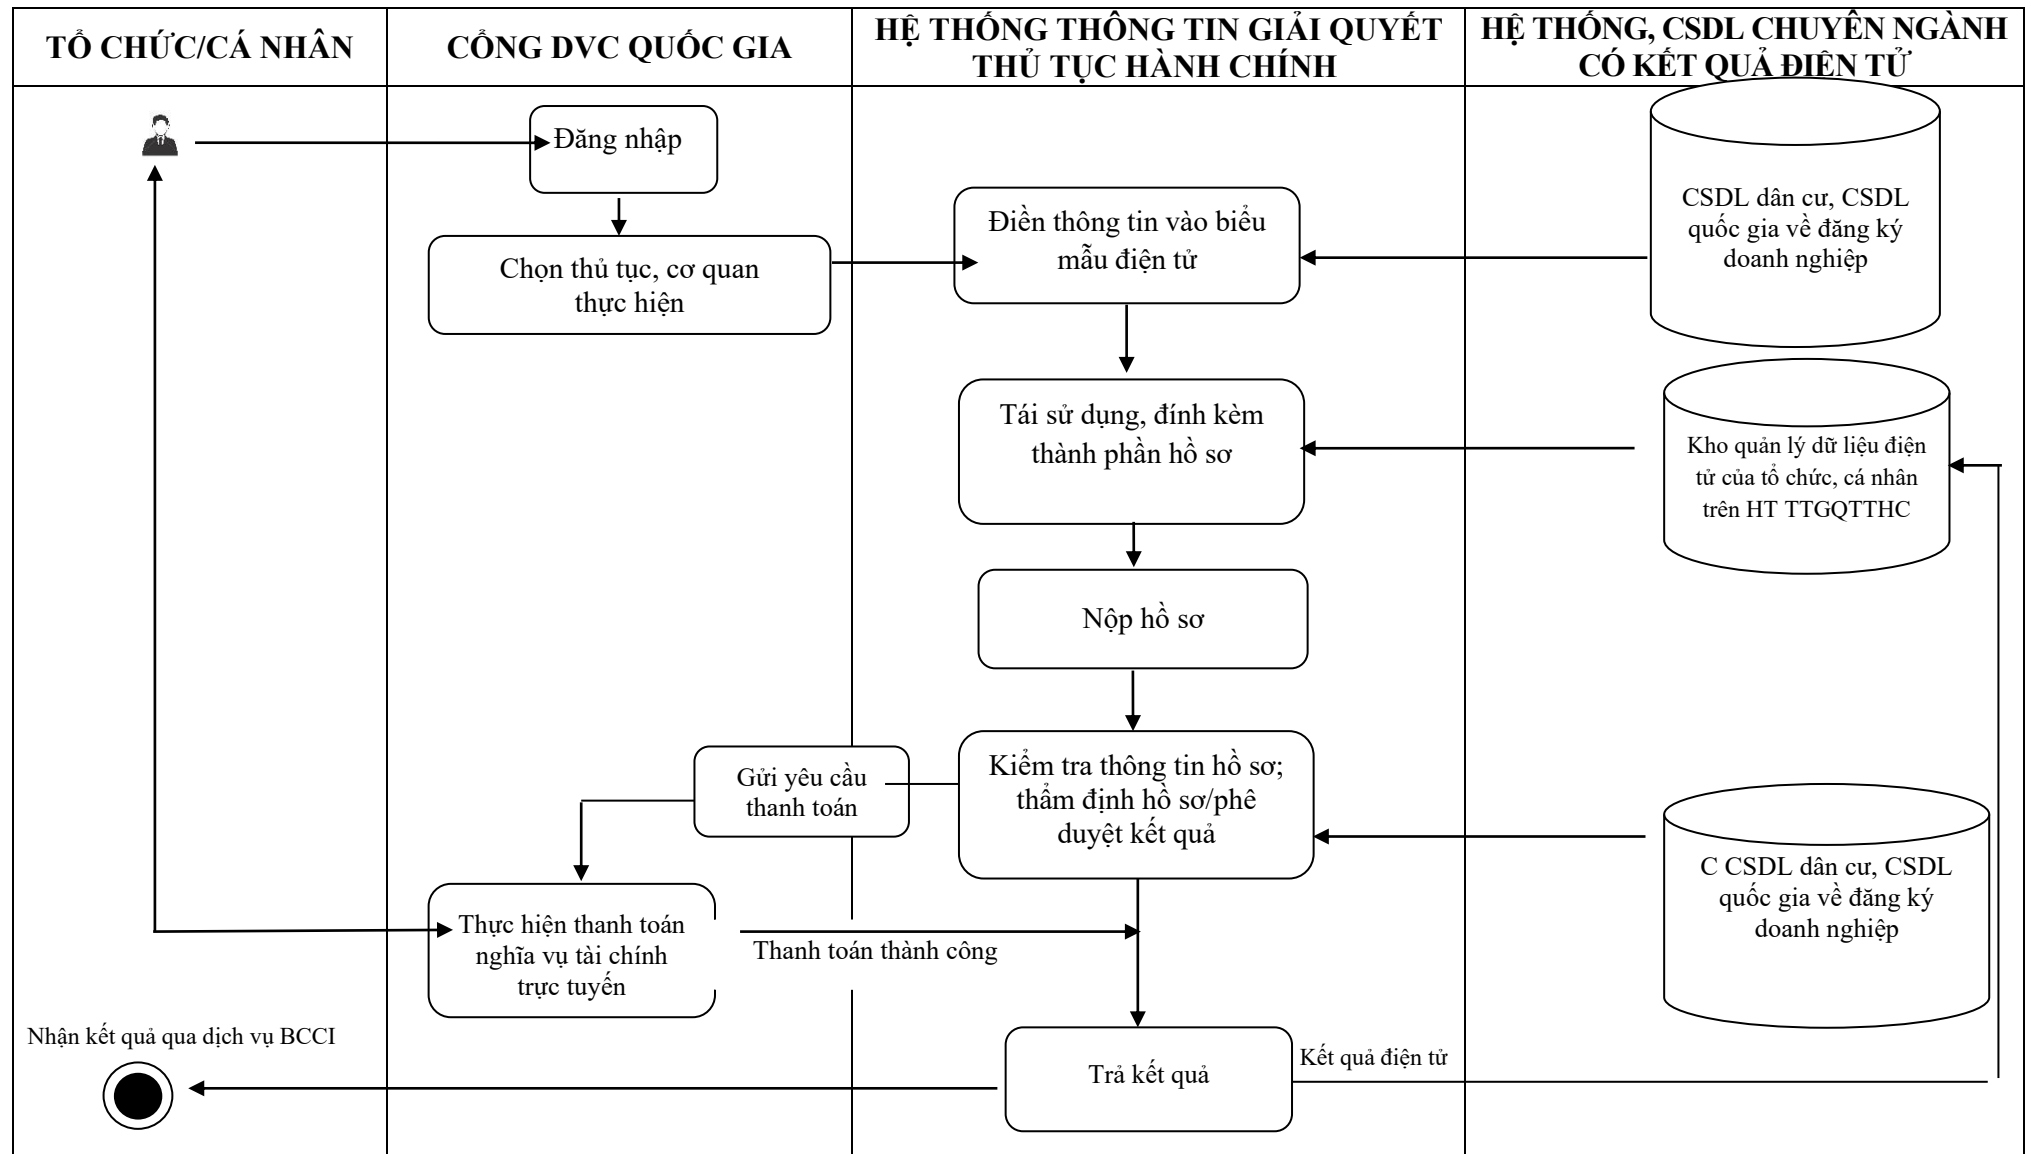 TỔ CHỨC/CÁ NHÂN
CỔNG DVC QUỐC GIA
HỆ THỐNG THÔNG TIN GIẢI QUYẾT
THỦ TỤC HÀNH CHÍNH
HỆ THỐNG, CSDL CHUYÊN NGÀNH
CÓ KẾT QUẢ ĐIỆN TỬ
Đăng nhập
Chọn thủ tục, cơ quan
thực hiện
Điền thông tin vào biểu
mẫu điện tử
CSDL dân cư, CSDL
quốc gia về đăng ký
doanh nghiệp
Tái sử dụng, đính kèm
thành phần hồ sơ
Kho quản lý dữ liệu điện
tử của tổ chức, cá nhân
trên HT TTGQTTHC
Nộp hồ sơ
Gửi yêu cầu
thanh toán
Kiểm tra thông tin hồ sơ;
thẩm định hồ sơ/phê
duyệt kết quả
C CSDL dân cư, CSDL
quốc gia về đăng ký
doanh nghiệp
Thực hiện thanh toán
nghĩa vụ tài chính
trực tuyến
Thanh toán thành công
Nhận kết quả qua dịch vụ BCCI
Trả kết quả
Kết quả điện tử